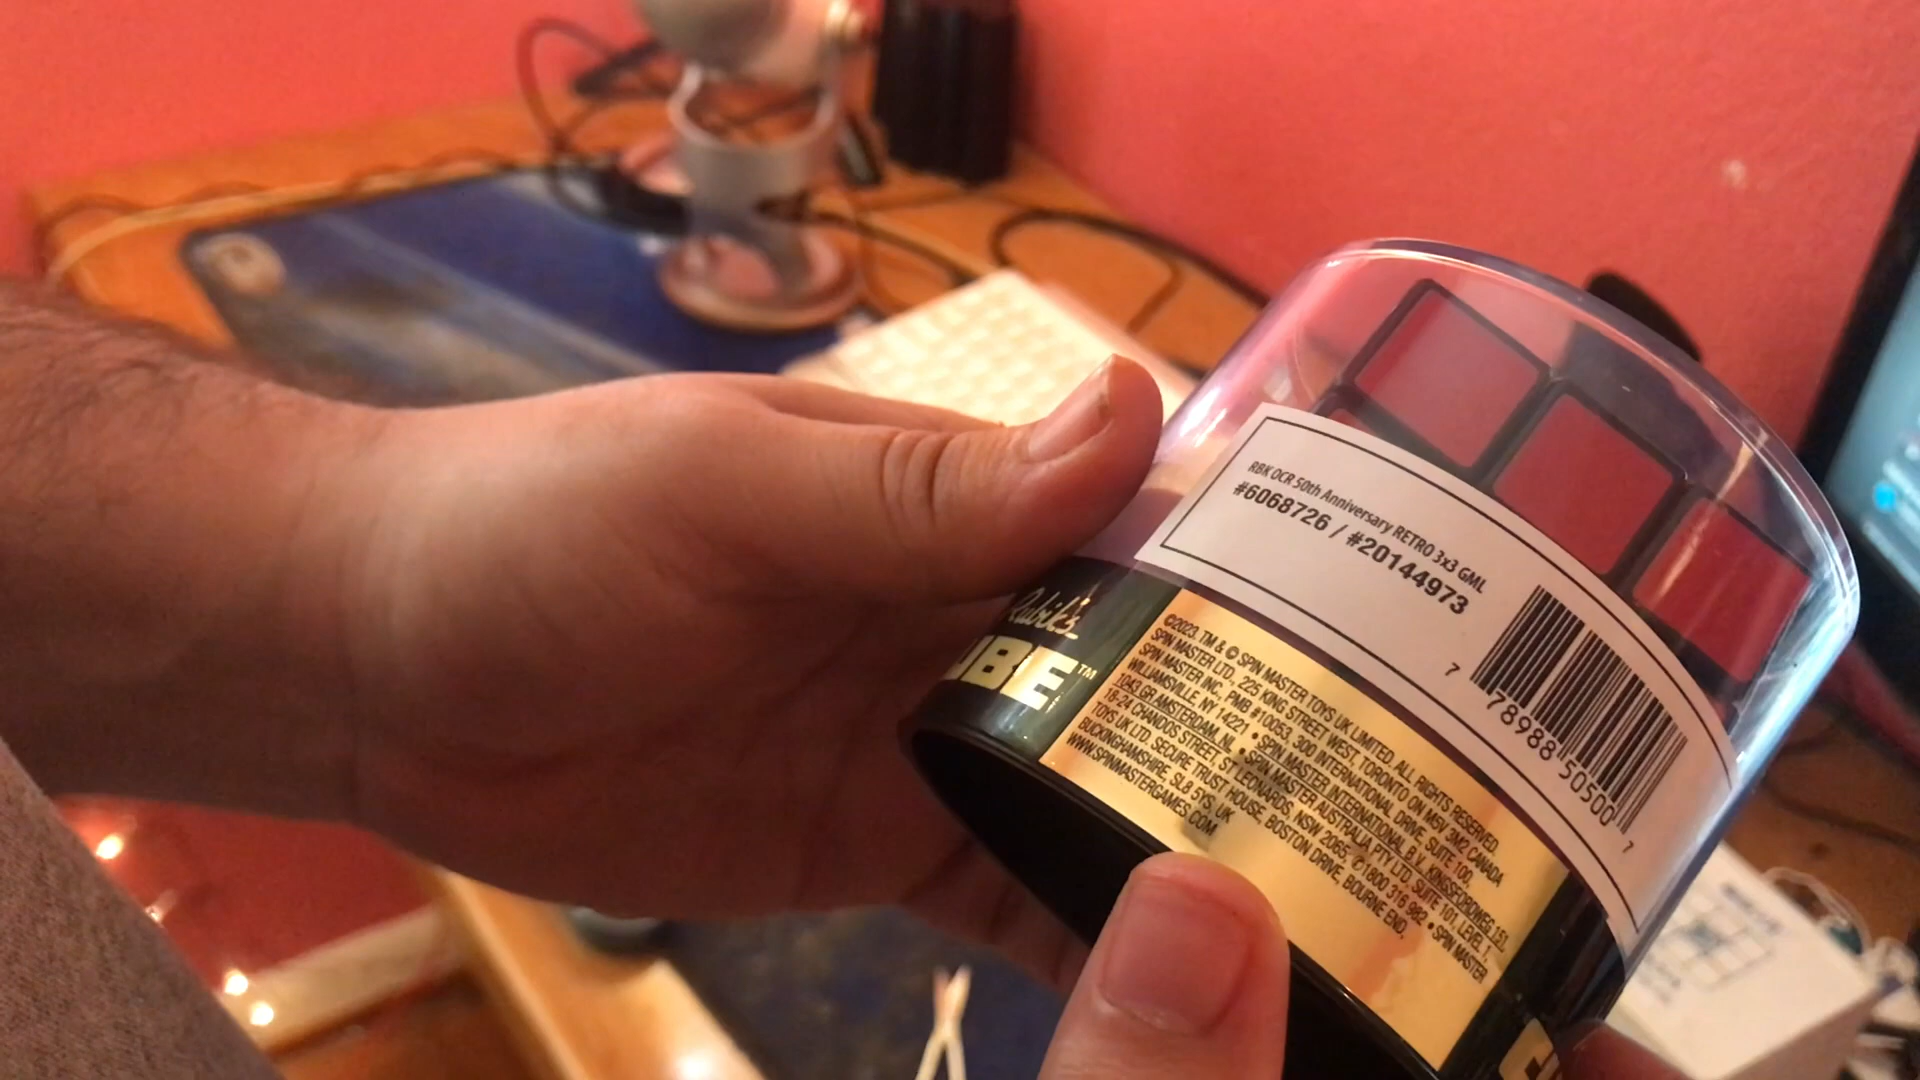 RBK OCR 50th Anniversary RETRO 3x3 GML
#6068726 / #20144973
7 78988 50500 7
Rubik's
UBE™
©2023. TM & © SPIN MASTER TOYS UK LIMITED. ALL RIGHTS RESERVED.
SPIN MASTER LTD., 225 KING STREET WEST, TORONTO ON M5V 3M2 CANADA
SPIN MASTER INC., PMB #10053, 300 INTERNATIONAL DRIVE, SUITE 100,
WILLIAMSVILLE, NY 14221 • SPIN MASTER INTERNATIONAL B.V., KINGSFORDWEG 151,
1043 GR AMSTERDAM, NL • SPIN MASTER AUSTRALIA PTY LTD, SUITE 101, LEVEL 1,
18-24 CHANDOS STREET, ST LEONARDS, NSW 2065, 1800 316 982 • SPIN MASTER
TOYS UK LTD, SECURE TRUST HOUSE, BOSTON DRIVE, BOURNE END,
BUCKINGHAMSHIRE, SL8 5YS, UK
WWW.SPINMASTERGAMES.COM